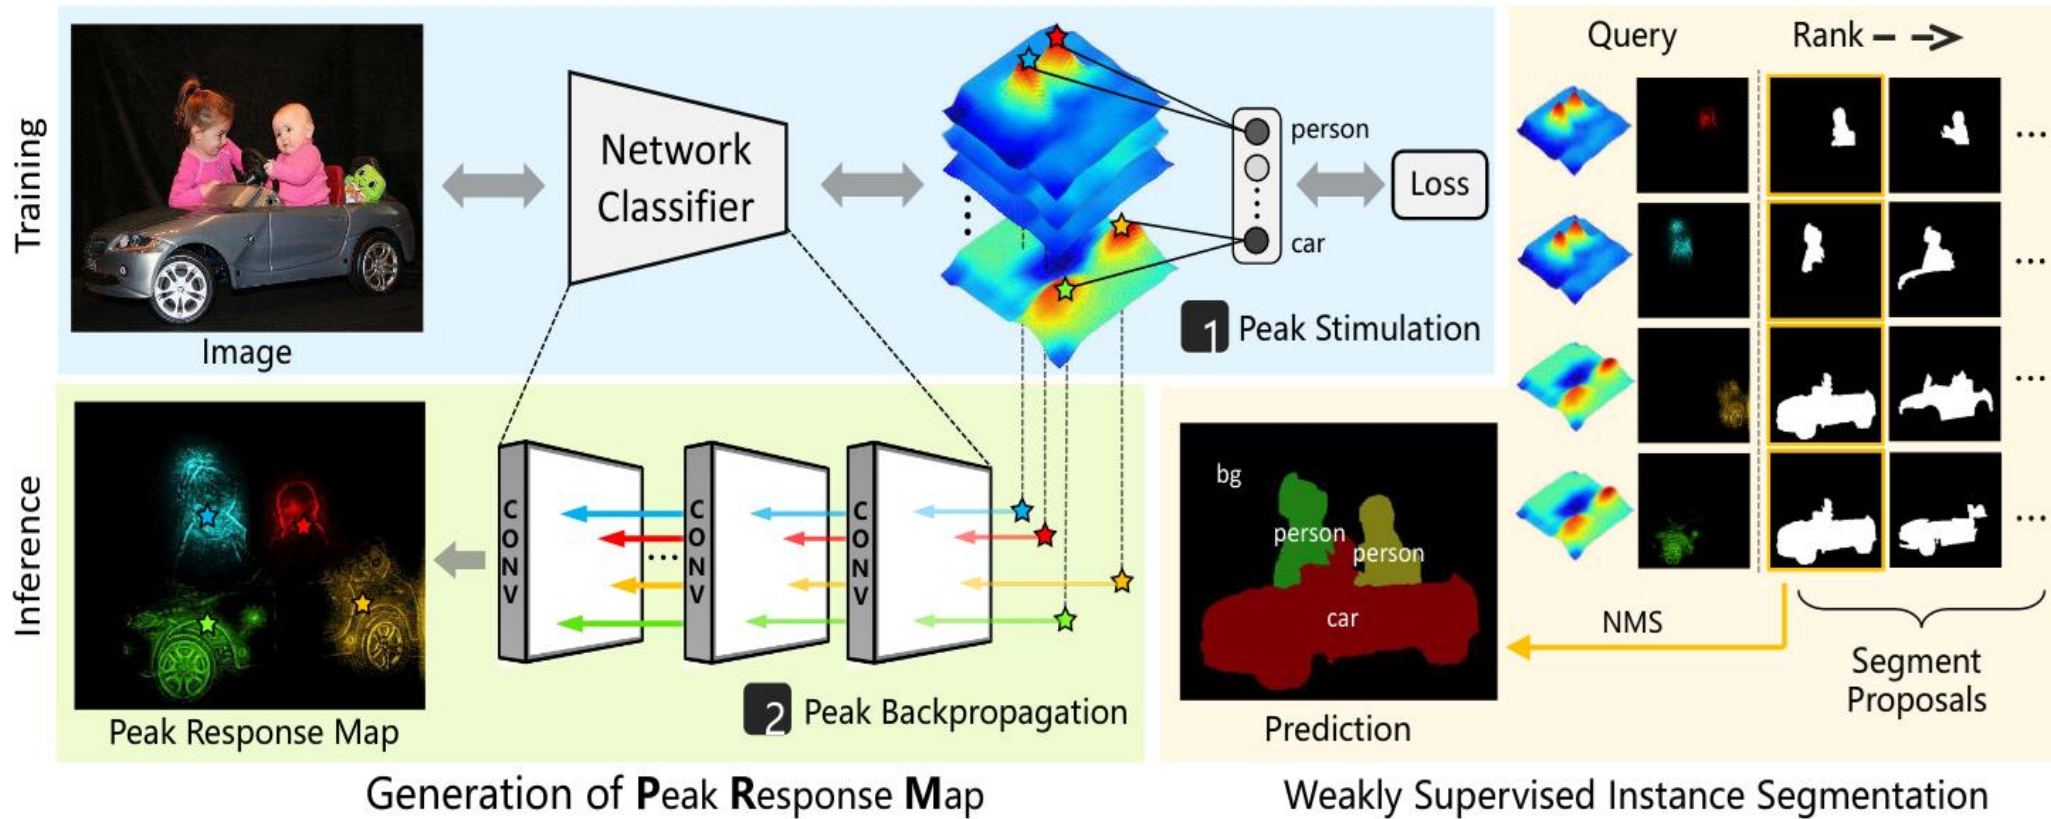 Training
Image
Network
Classifier
person
car
Loss
1 Peak Stimulation
Inference
Peak Response Map
CONV
...
CONV
CONV
2 Peak Backpropagation
Generation of Peak Response Map
Query
Rank
...
...
...
...
NMS
Segment
Proposals
bg
person
person
car
Prediction
Weakly Supervised Instance Segmentation